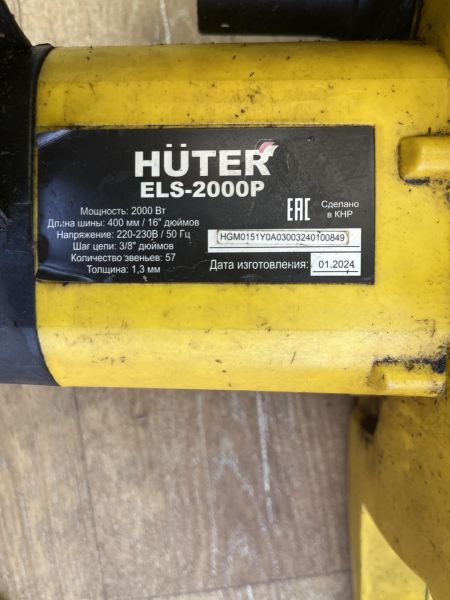 HÜTER
ELS-2000P
Мощность: 2000 Вт
Длина шины: 400 мм / 16" дюймов
Напряжение: 220-230В / 50 Гц
Шаг цепи: 3/8" дюймов
Количество звеньев: 57
Толщина: 1,3 мм
EAC Сделано
в КНР
HGM0151Y0A03003240100849
Дата изготовления: 01.2024